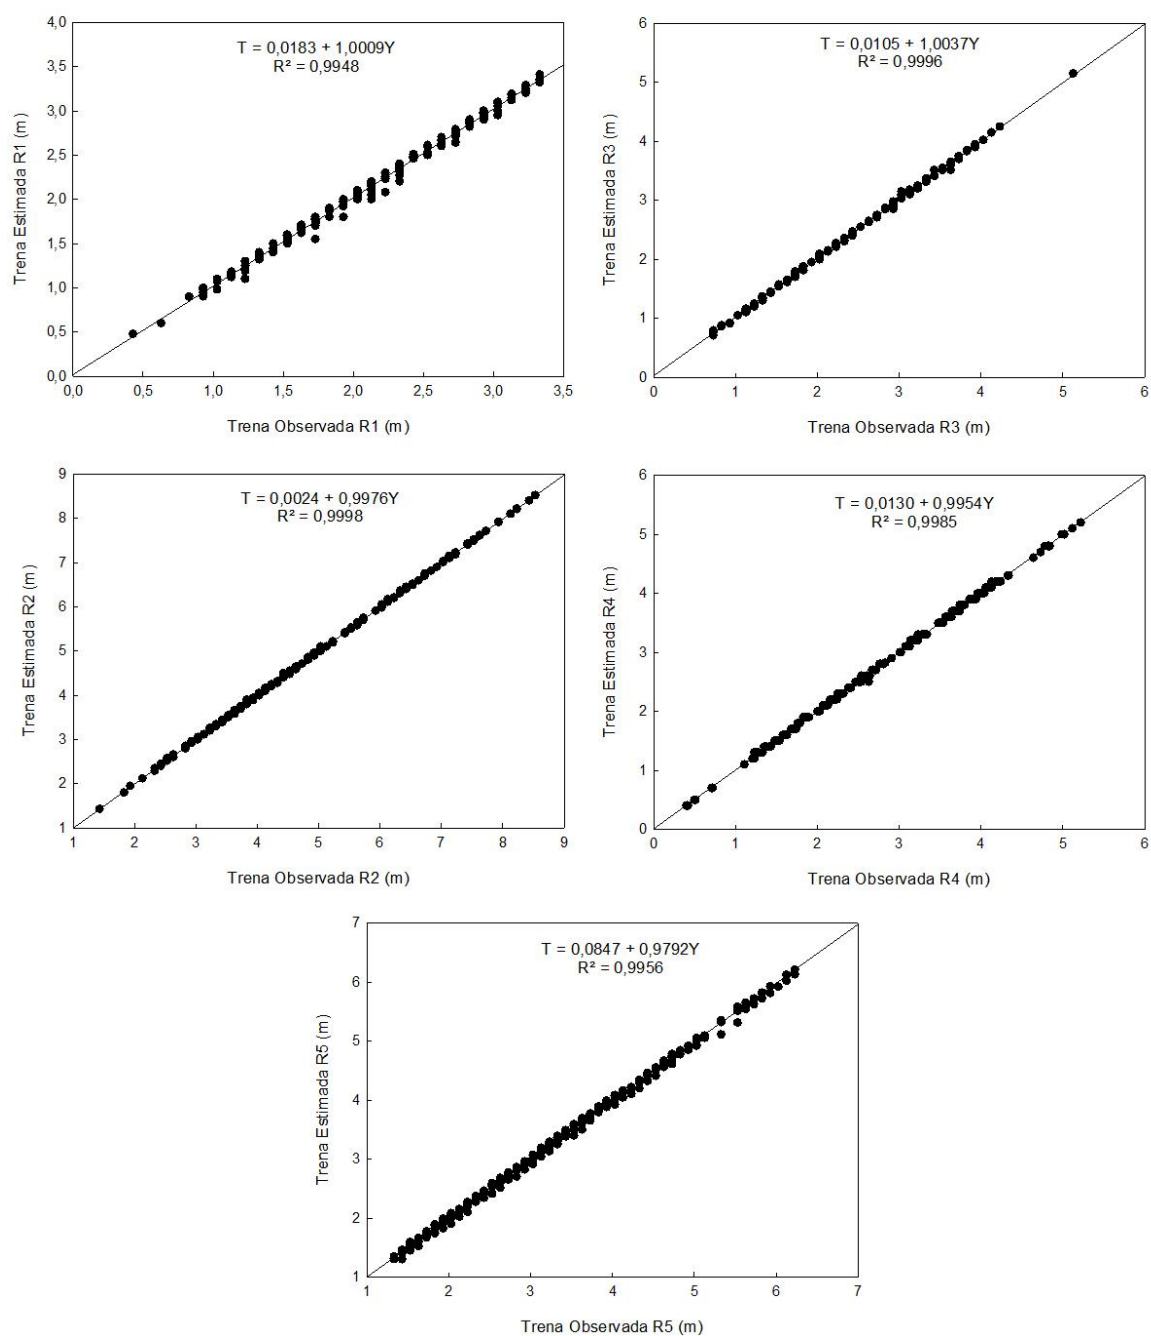 T = 0,0183 + 1,0009Y
R² = 0,9948
Trena Estimada R1 (m)
4,0
3,5
3,0
2,5
2,0
1,5
1,0
0,5
0,0
0,0 0,5 1,0 1,5 2,0 2,5 3,0 3,5
Trena Observada R1 (m)
T = 0,0105 + 1,0037Y
R² = 0,9996
Trena Estimada R3 (m)
6
5
4
3
2
1
0
0 1 2 3 4 5 6
Trena Observada R3 (m)
T = 0,0024 + 0,9976Y
R² = 0,9998
Trena Estimada R2 (m)
9
8
7
6
5
4
3
2
1
1 2 3 4 5 6 7 8 9
Trena Observada R2 (m)
T = 0,0130 + 0,9954Y
R² = 0,9985
Trena Estimada R4 (m)
6
5
4
3
2
1
0
0 1 2 3 4 5 6
Trena Observada R4 (m)
T = 0,0847 + 0,9792Y
R² = 0,9956
Trena Estimada R5 (m)
7
6
5
4
3
2
1
1 2 3 4 5 6 7
Trena Observada R5 (m)